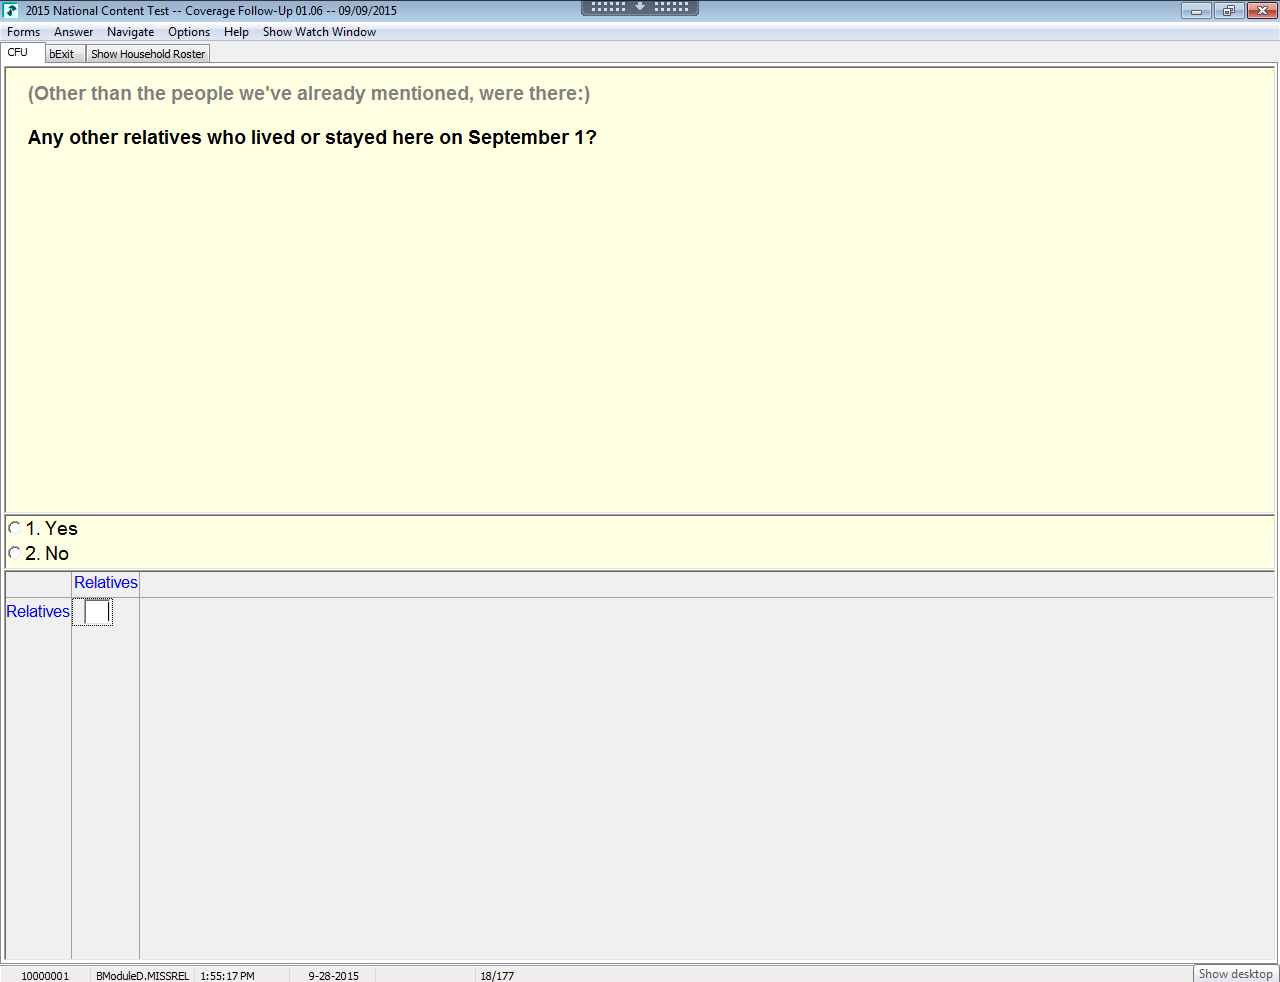 2015 National Content Test -- Coverage Follow-Up 01.06 -- 09/09/2015
Forms Answer Navigate Options Help Show Watch Window
CFU bExit Show Household Roster
(Other than the people we've already mentioned, were there:)
Any other relatives who lived or stayed here on September 1?
1. Yes
2. No
Relatives
Relatives
10000001 BModuleD.MISSREL 1:55:17 PM 9-28-2015 18/177
Show desktop